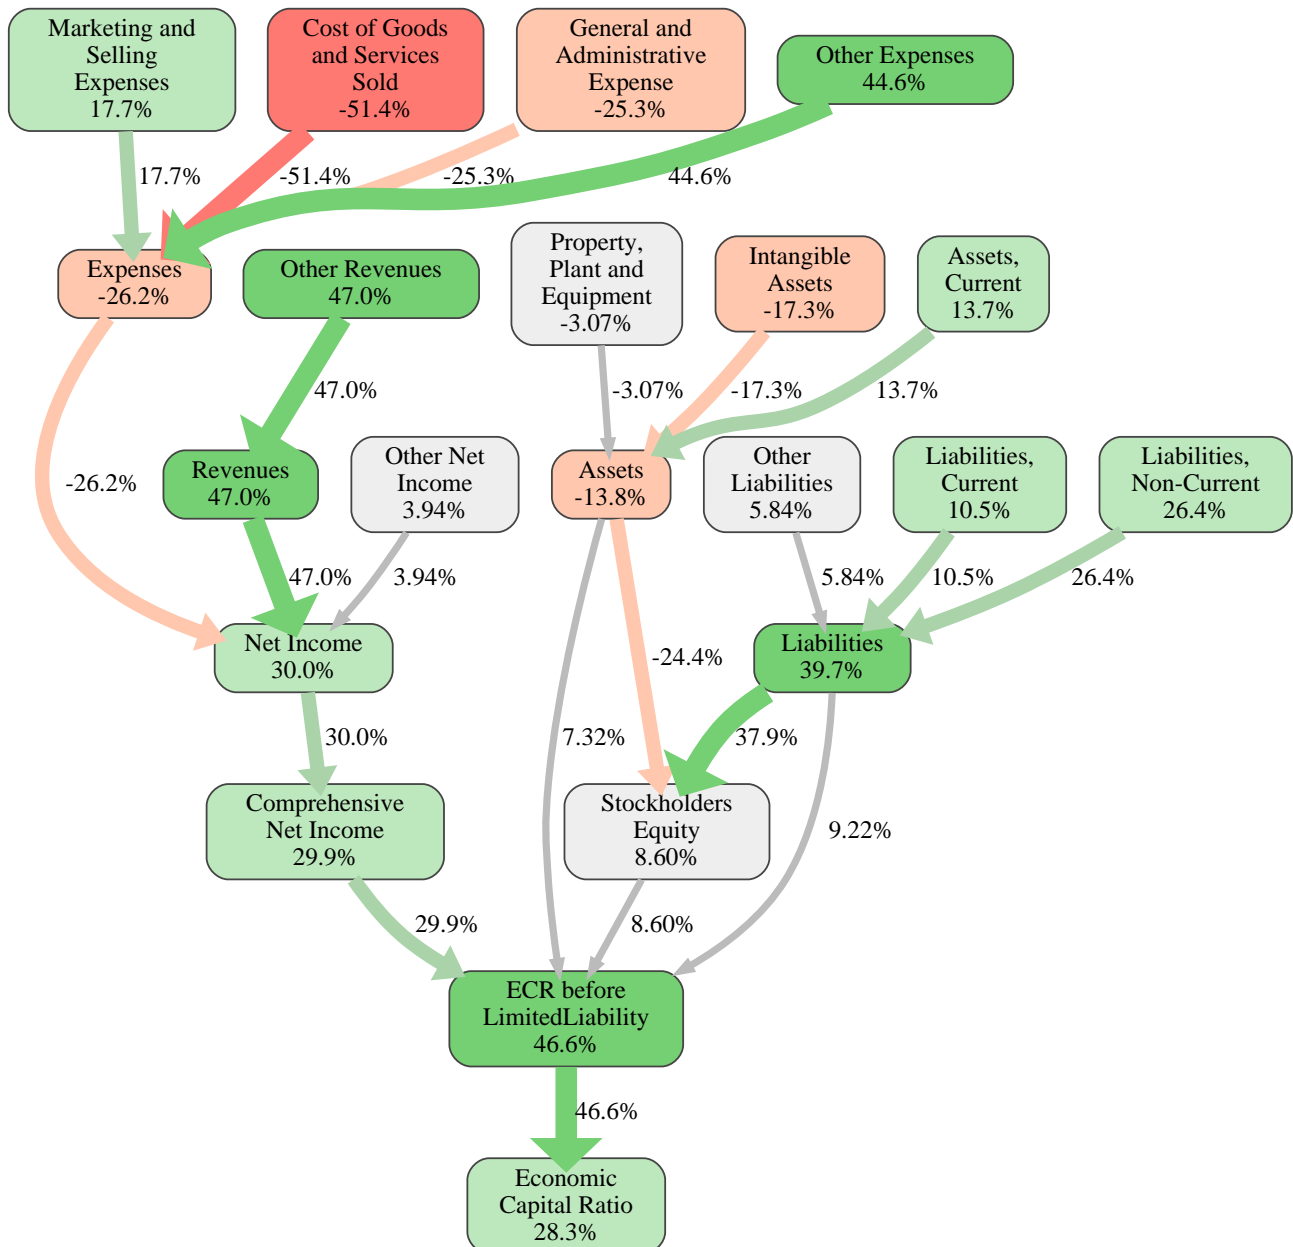 Marketing and
Selling
Expenses
17.7%
Cost of Goods
and Services
Sold
-51.4%
General and
Administrative
Expense
-25.3%
Other Expenses
44.6%
17.7%
-51.4%
-25.3%
44.6%
Expenses
-26.2%
Other Revenues
47.0%
Property,
Plant and
Equipment
-3.07%
Intangible
Assets
-17.3%
Assets,
Current
13.7%
47.0%
-3.07%
-17.3%
13.7%
-26.2%
Revenues
47.0%
Other Net
Income
3.94%
Assets
-13.8%
Other
Liabilities
5.84%
Liabilities,
Current
10.5%
Liabilities,
Non-Current
26.4%
47.0%
3.94%
5.84%
10.5%
26.4%
Net Income
30.0%
-24.4%
Liabilities
39.7%
30.0%
7.32%
37.9%
Comprehensive
Net Income
29.9%
Stockholders
Equity
8.60%
9.22%
29.9%
8.60%
ECR before
LimitedLiability
46.6%
46.6%
Economic
Capital Ratio
28.3%